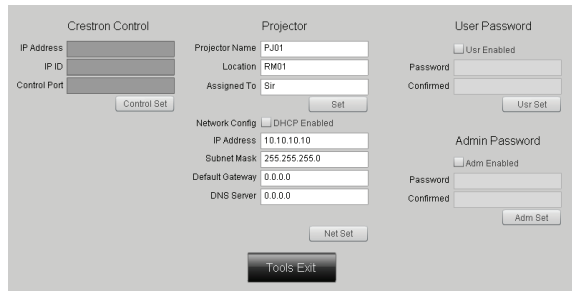 Crestron Control
IP Address
IP ID
Control Port
Control Set
Projector
Projector Name PJ01
Location RM01
Assigned To Sir
Set
Network Config DHCP Enabled
IP Address 10.10.10.10
Subnet Mask 255.255.255.0
Default Gateway 0.0.0.0
DNS Server 0.0.0.0
Net Set
User Password
Usr Enabled
Password
Confirmed
Usr Set
Admin Password
Adm Enabled
Password
Confirmed
Adm Set
Tools Exit